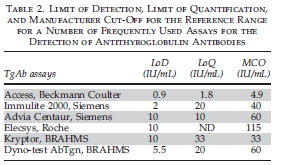 TABLE 2. LIMIT OF DETECTION, LIMIT OF QUANTIFICATION,
AND MANUFACTURER CUT-OFF FOR THE REFERENCE RANGE
FOR A NUMBER OF FREQUENTLY USED ASSAYS FOR THE
DETECTION OF ANTITHYROGLOBULIN ANTIBODIES
TgAb assays LoD (IU/mL) LoQ (IU/mL) MCO (IU/mL)
Access, Beckmann Coulter 0.9 1.8 4.9
Immulite 2000, Siemens 2 20 40
Advia Centaur, Siemens 10 10 60
Elecsys, Roche 10 ND 115
Kryptor, BRAHMS 10 33 33
Dyno-test AbTgn, BRAHMS 5.5 20 60